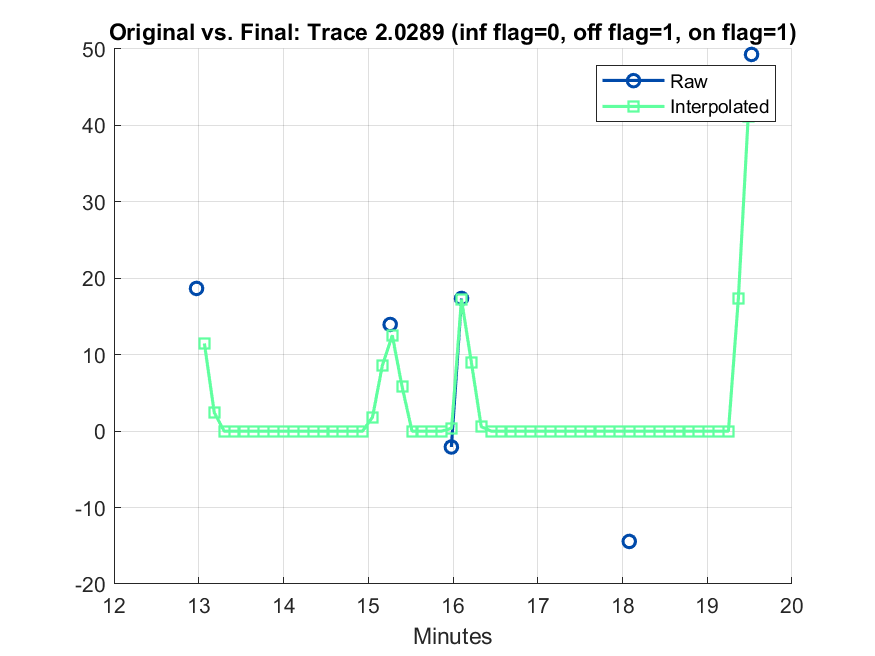 Original vs. Final: Trace 2.0289 (inf flag=0, off flag=1, on flag=1)
50
40
30
20
10
0
-10
-20
Raw
Interpolated
12 13 14 15 16 17 18 19 20
Minutes